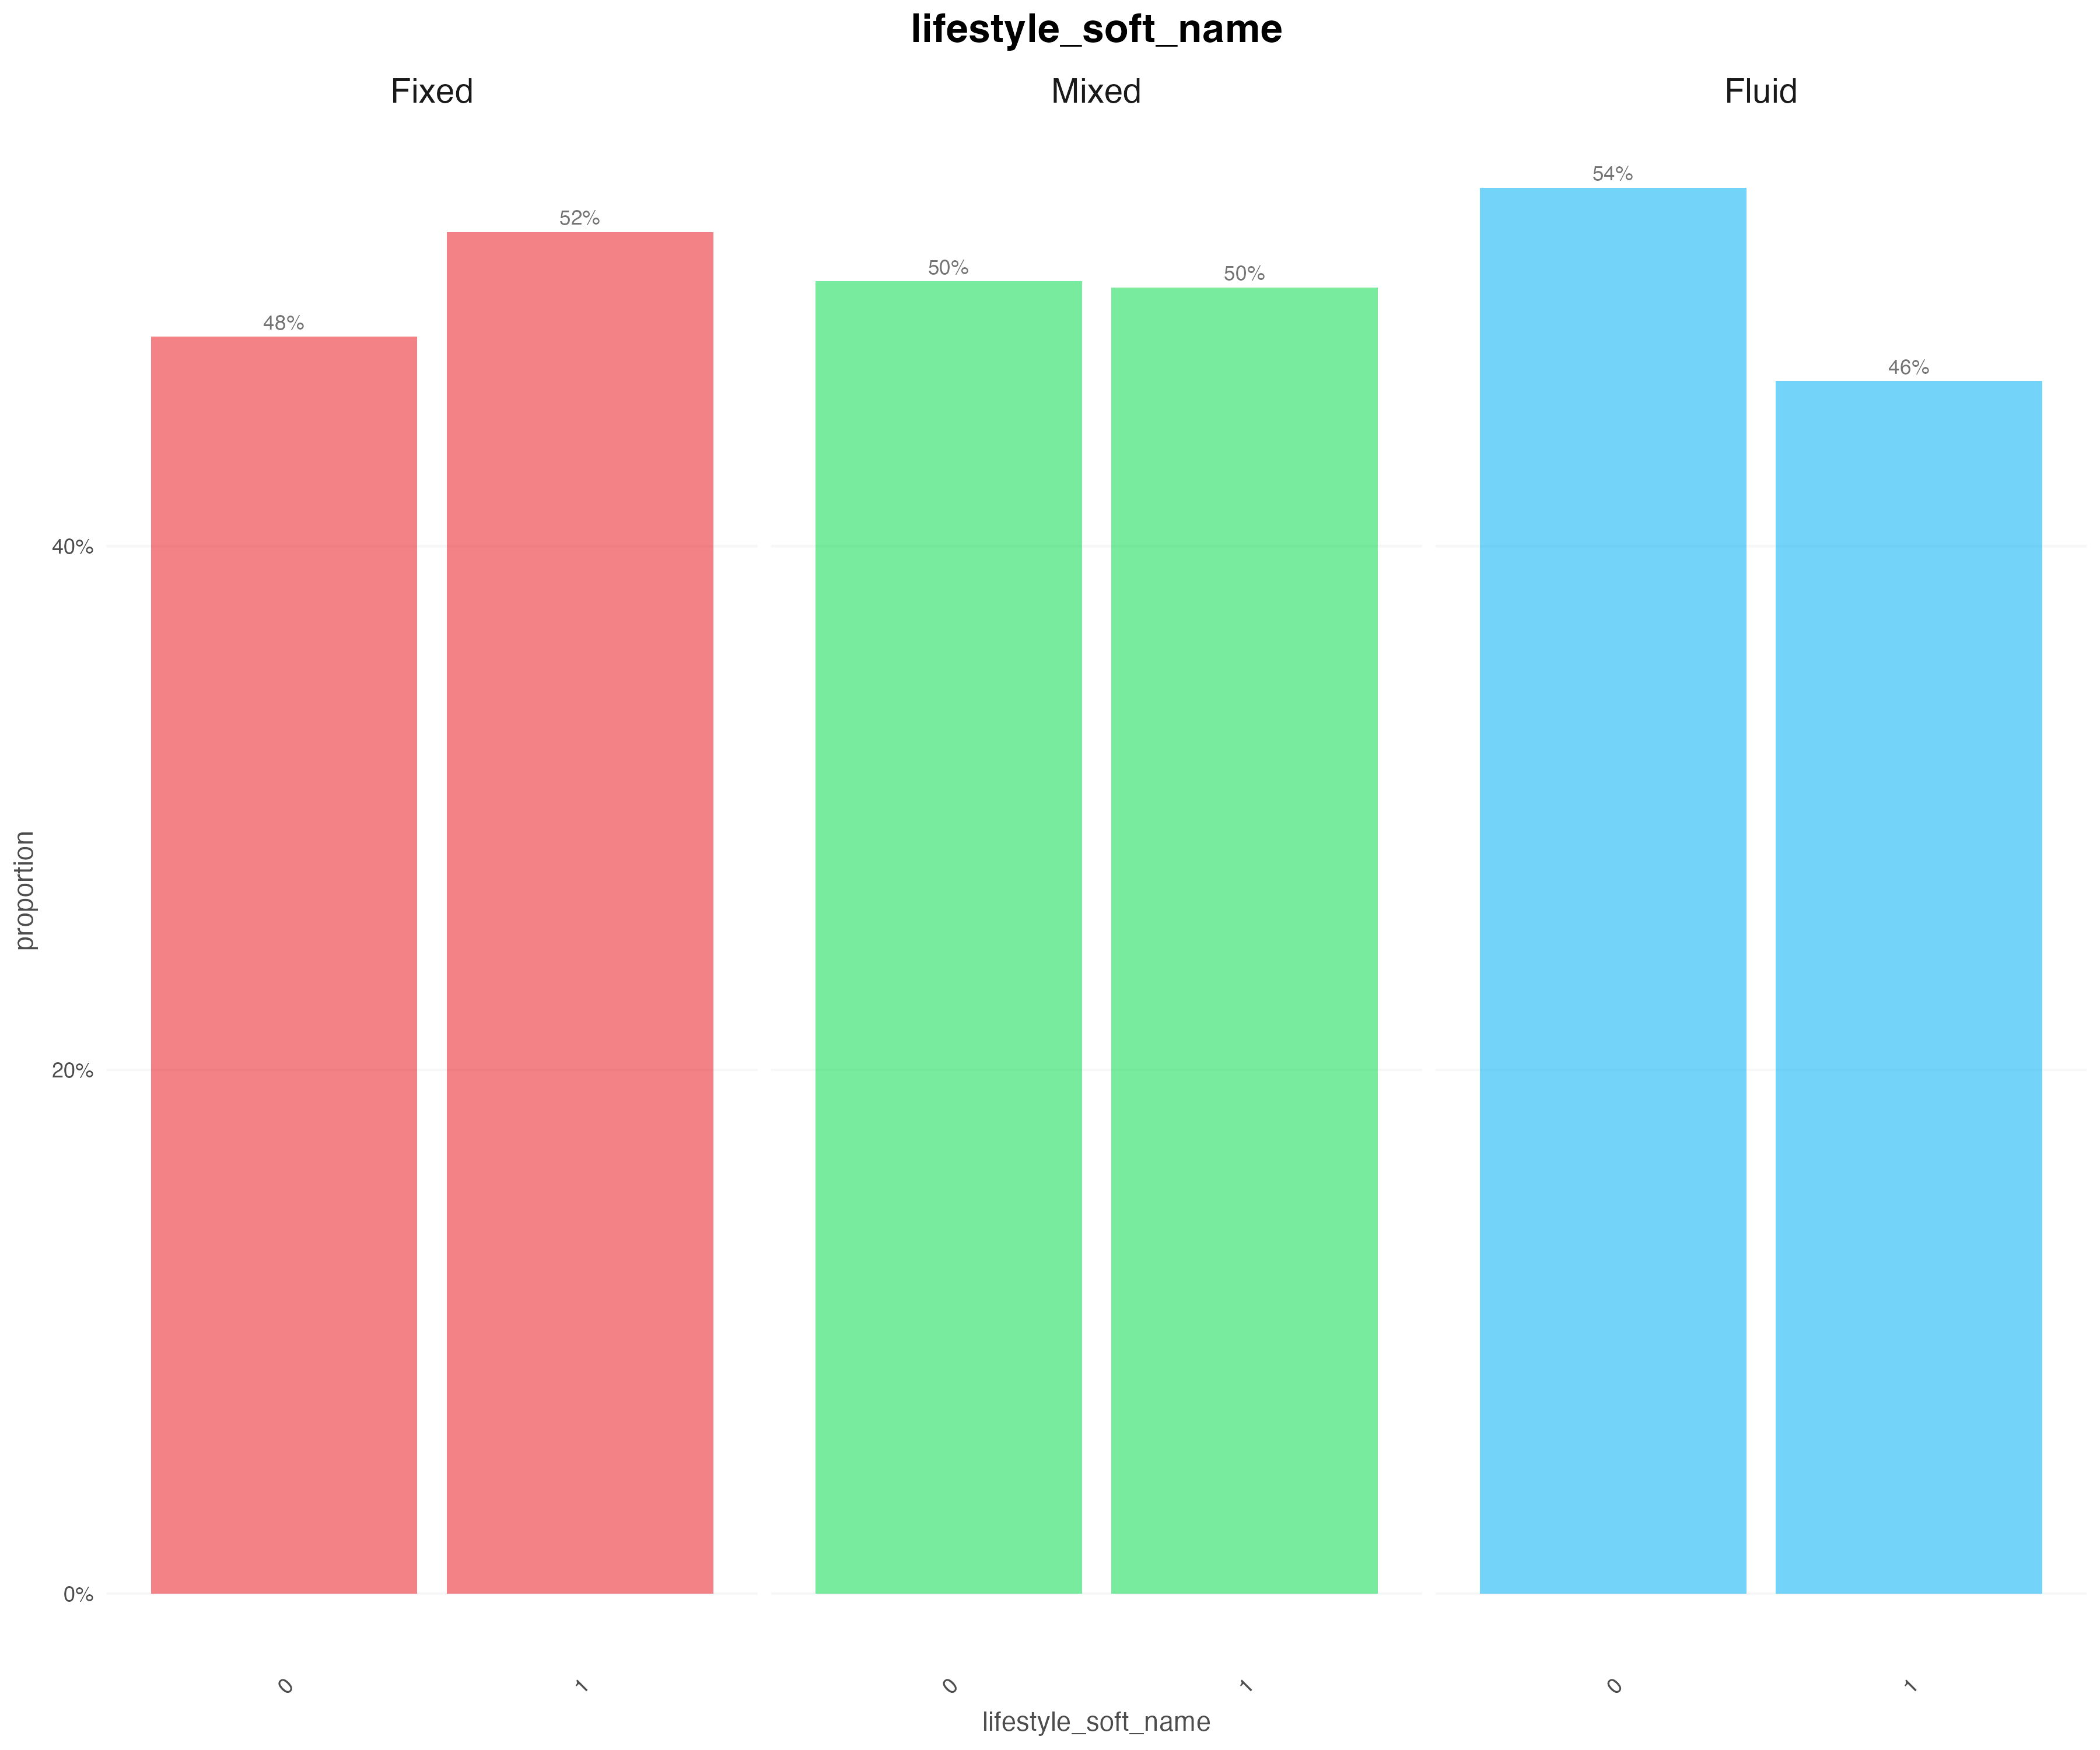 lifestyle_soft_name
Fixed
Mixed
Fluid
48%
52%
50%
50%
54%
46%
40%
20%
0%
proportion
0
1
0
1
0
1
lifestyle_soft_name